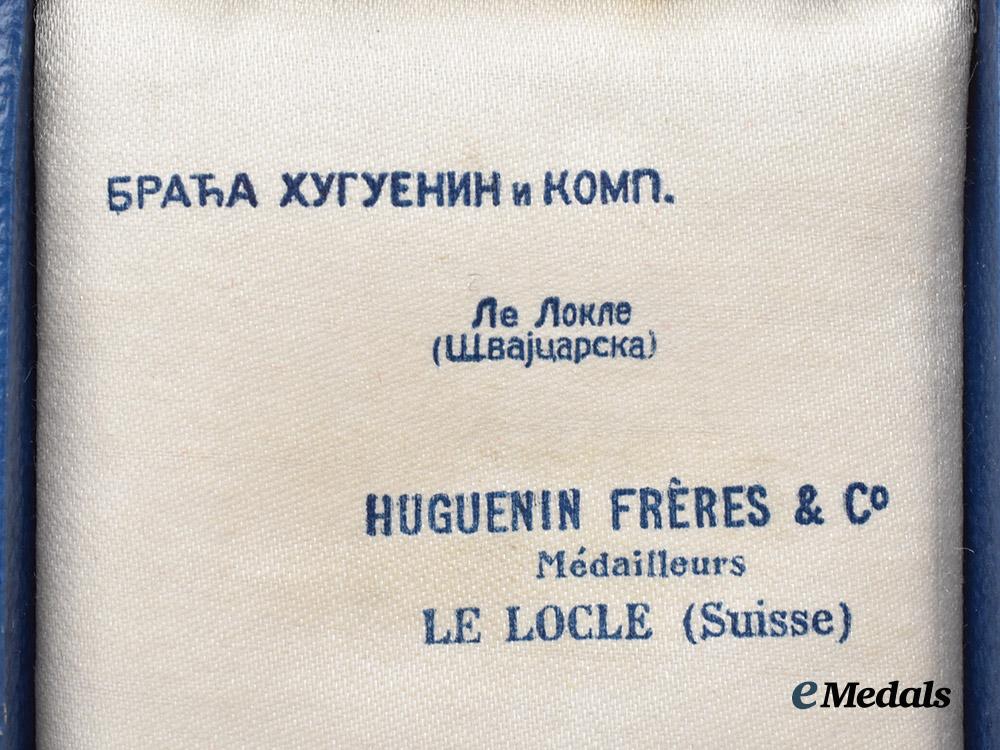 БРАЋА ХУГУЕНИН и КОМП.
Ле Локле
(Швајцарска)
HUGUENIN FRÈRES & Cº
Médailleurs
LE LOCLE (Suisse)
eMedals